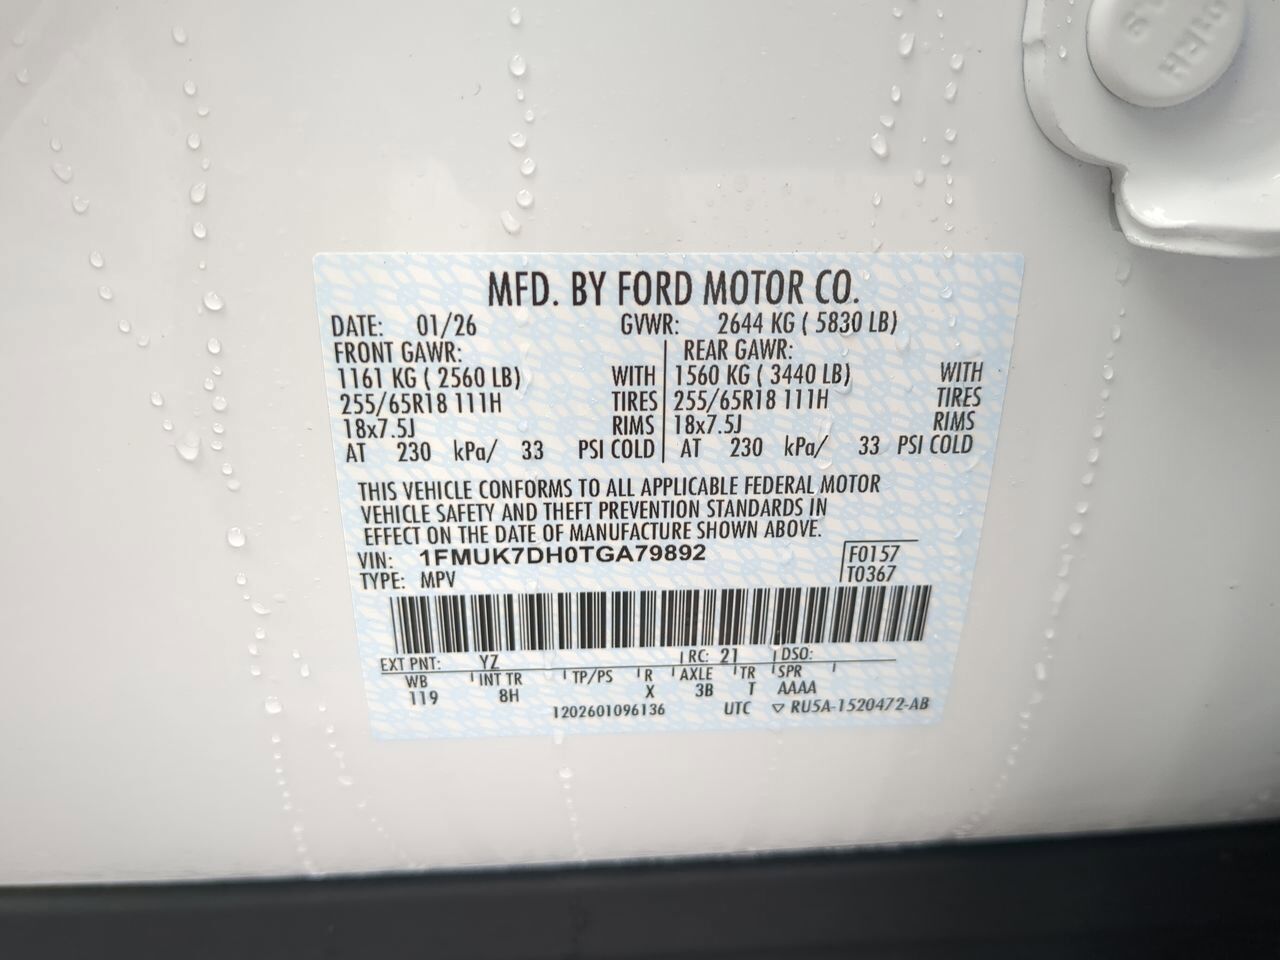 MFD. BY FORD MOTOR CO.
DATE: 01/26 GVWR: 2644 KG ( 5830 LB)
FRONT GAWR: REAR GAWR:
1161 KG ( 2560 LB) WITH 1560 KG ( 3440 LB) WITH
255/65R18 111H TIRES 255/65R18 111H TIRES
18x7.5J RIMS 18x7.5J RIMS
AT 230 kPa/ 33 PSI COLD AT 230 kPa/ 33 PSI COLD
THIS VEHICLE CONFORMS TO ALL APPLICABLE FEDERAL MOTOR
VEHICLE SAFETY AND THEFT PREVENTION STANDARDS IN
EFFECT ON THE DATE OF MANUFACTURE SHOWN ABOVE.
VIN: 1FMUK7DH0TGA79892 F0157
TYPE: MPV T0367
EXT PNT: YZ RC: 21 DSO:
WB INT TR TP/PS R AXLE TR SPR
119 8H X 3B T AAAA
1202601096136 UTC ▽ RU5A-1520472-AB